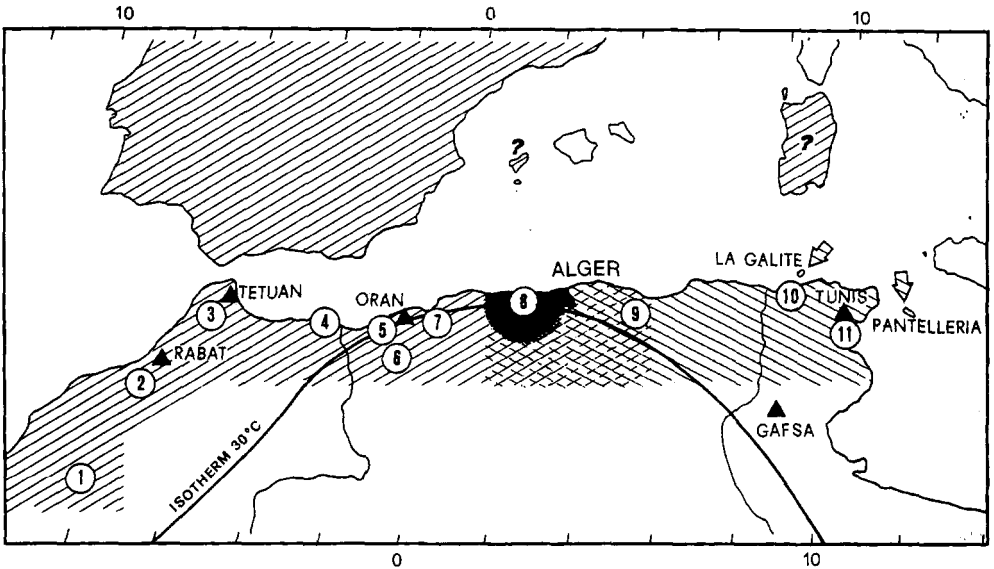 10 0 10
?
?
LA GALITE
ALGER
TETUAN
ORAN
8
10
TUNIS
3
4
5
7
9
PANTELLERIA
11
RABAT
6
2
GAFSA
ISOTHERM 30°C
1
0 10